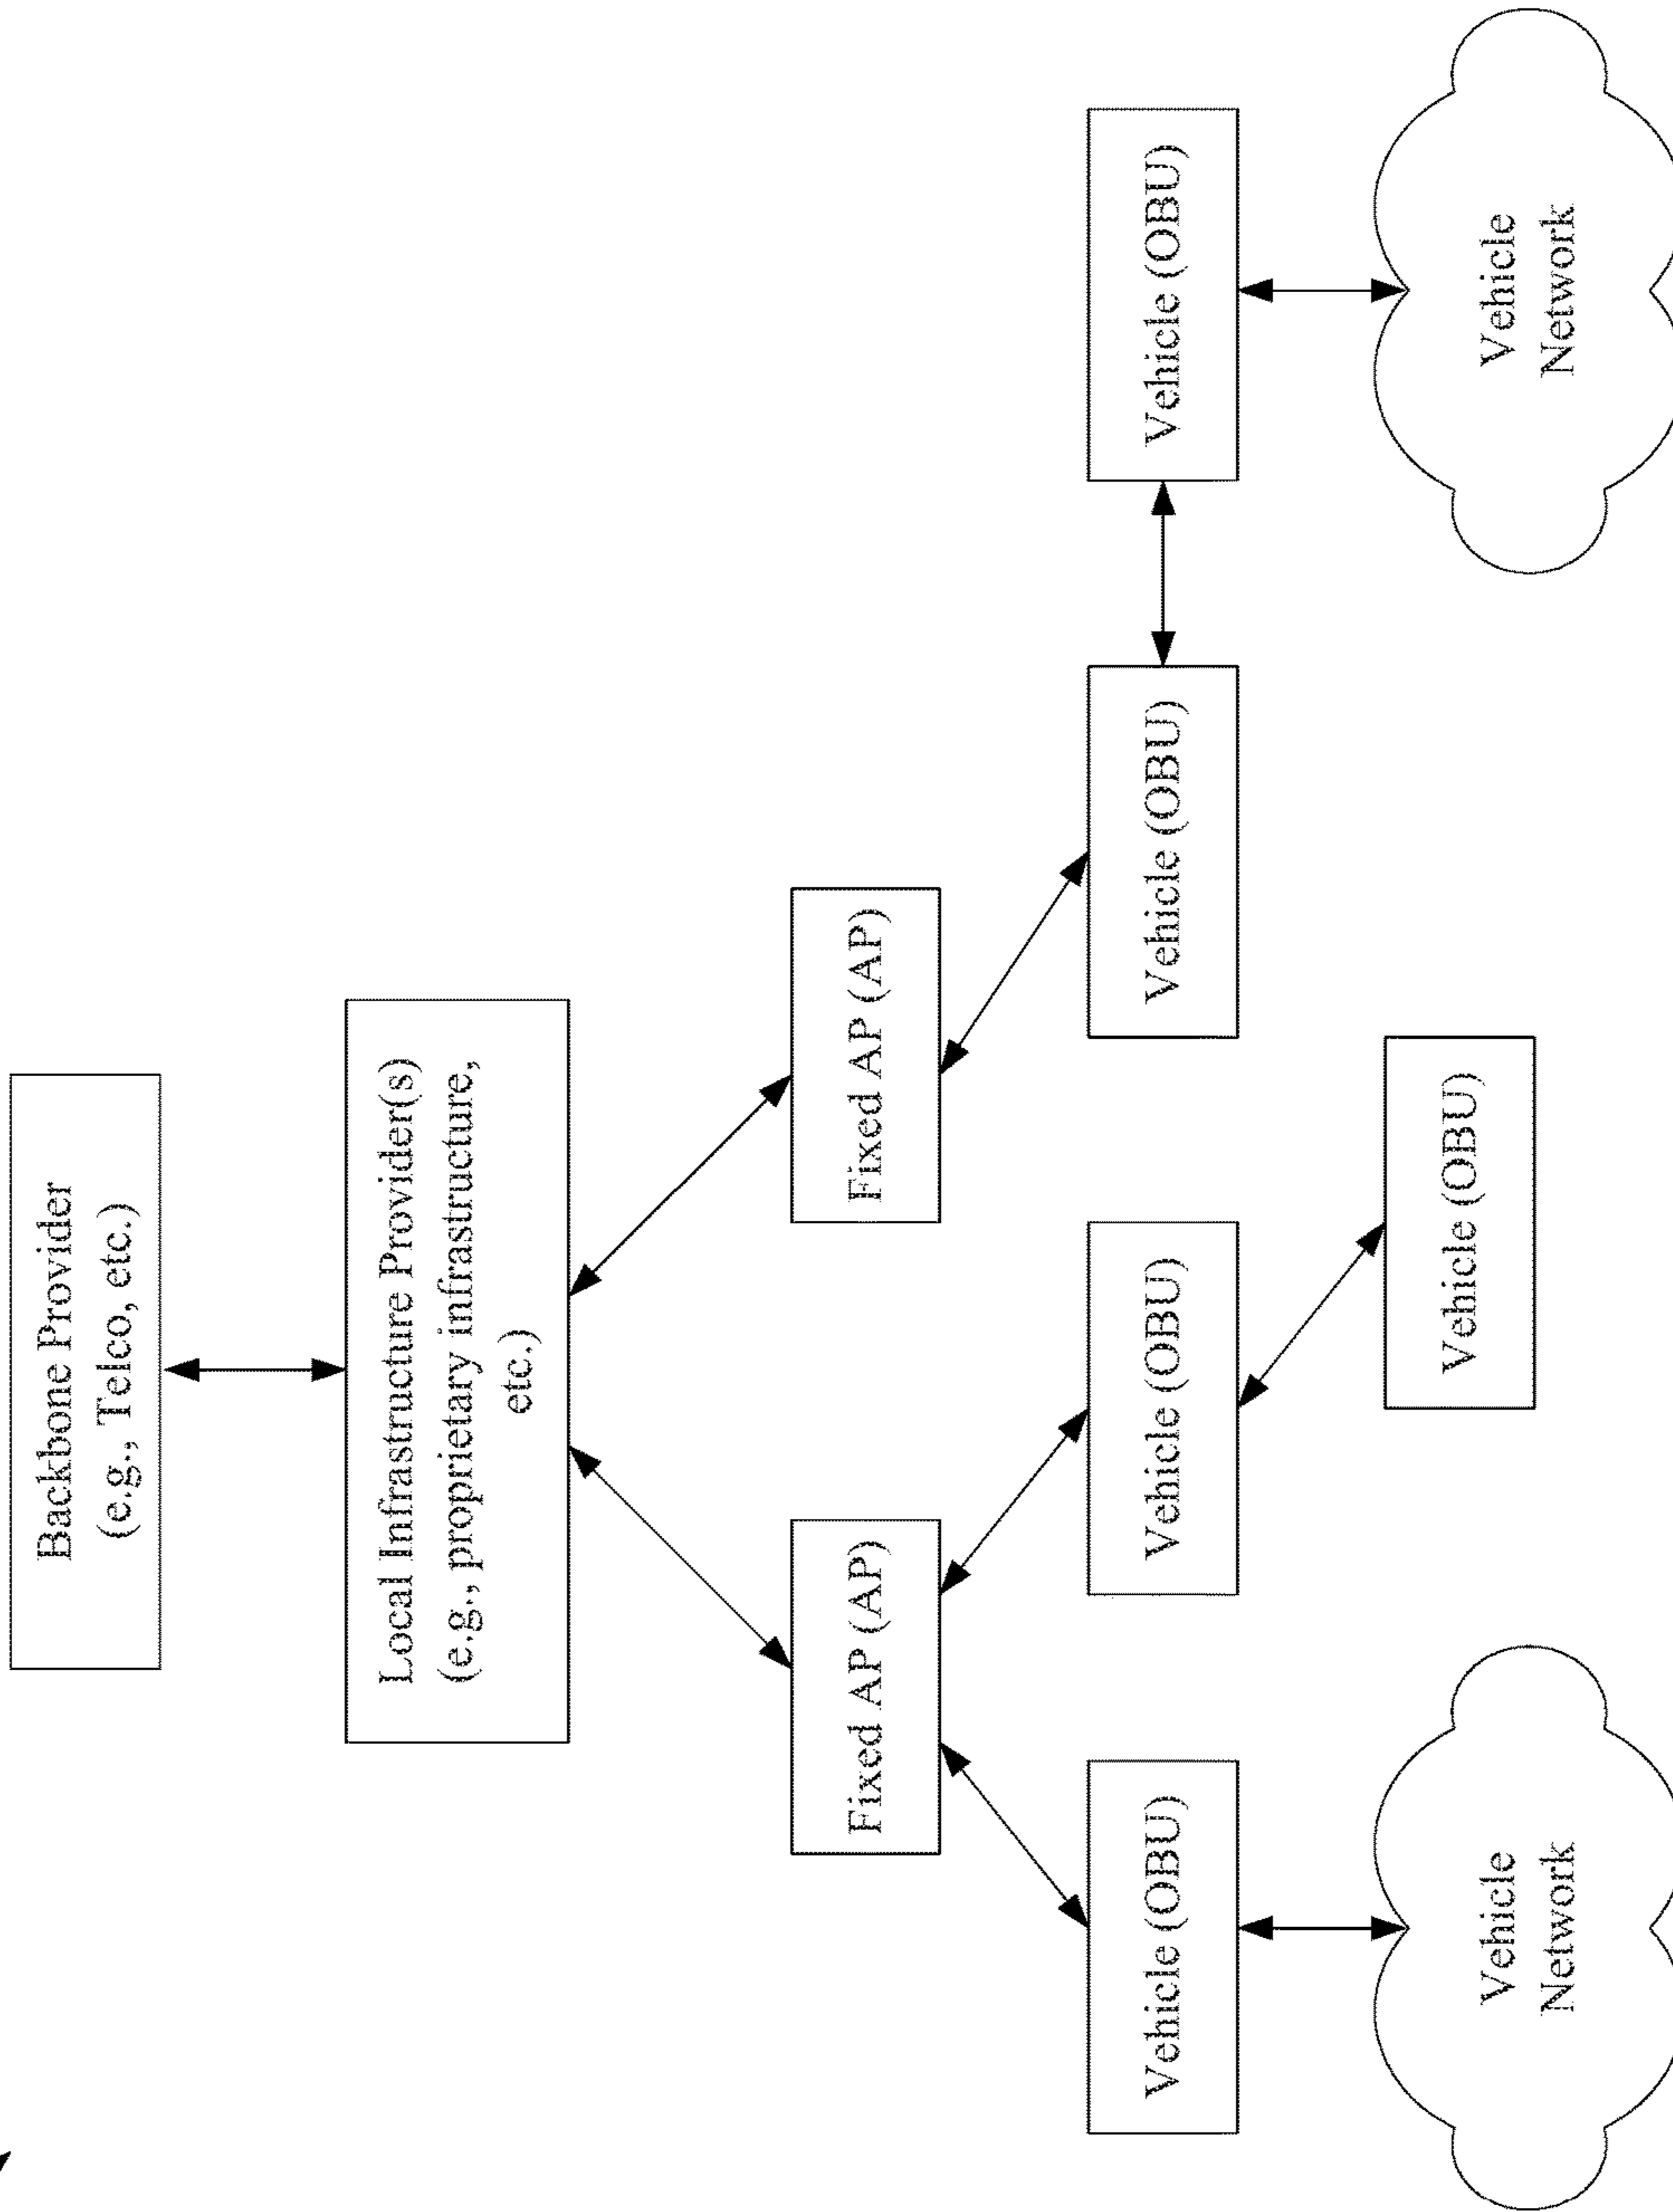 Backbone Provider
(e.g., Telco, etc.)
Local Infrastructure Provider(s)
(e.g., proprietary infrastructure,
etc.)
Fixed AP (AP)
Fixed AP (AP)
Vehicle (OBU)
Vehicle (OBU)
Vehicle (OBU)
Vehicle (OBU)
Vehicle
Network
Vehicle (OBU)
Vehicle
Network